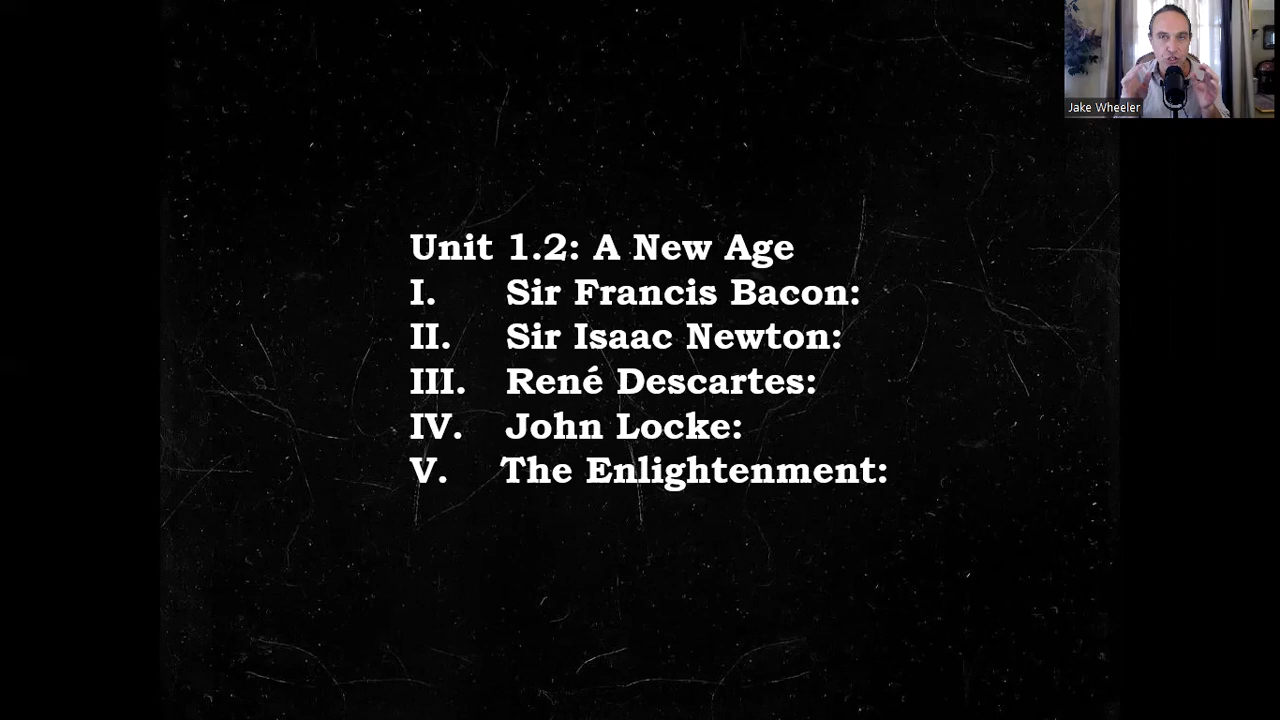 Jake Wheeler
Unit 1.2: A New Age
I. Sir Francis Bacon:
II. Sir Isaac Newton:
III. René Descartes:
IV. John Locke:
V. The Enlightenment: